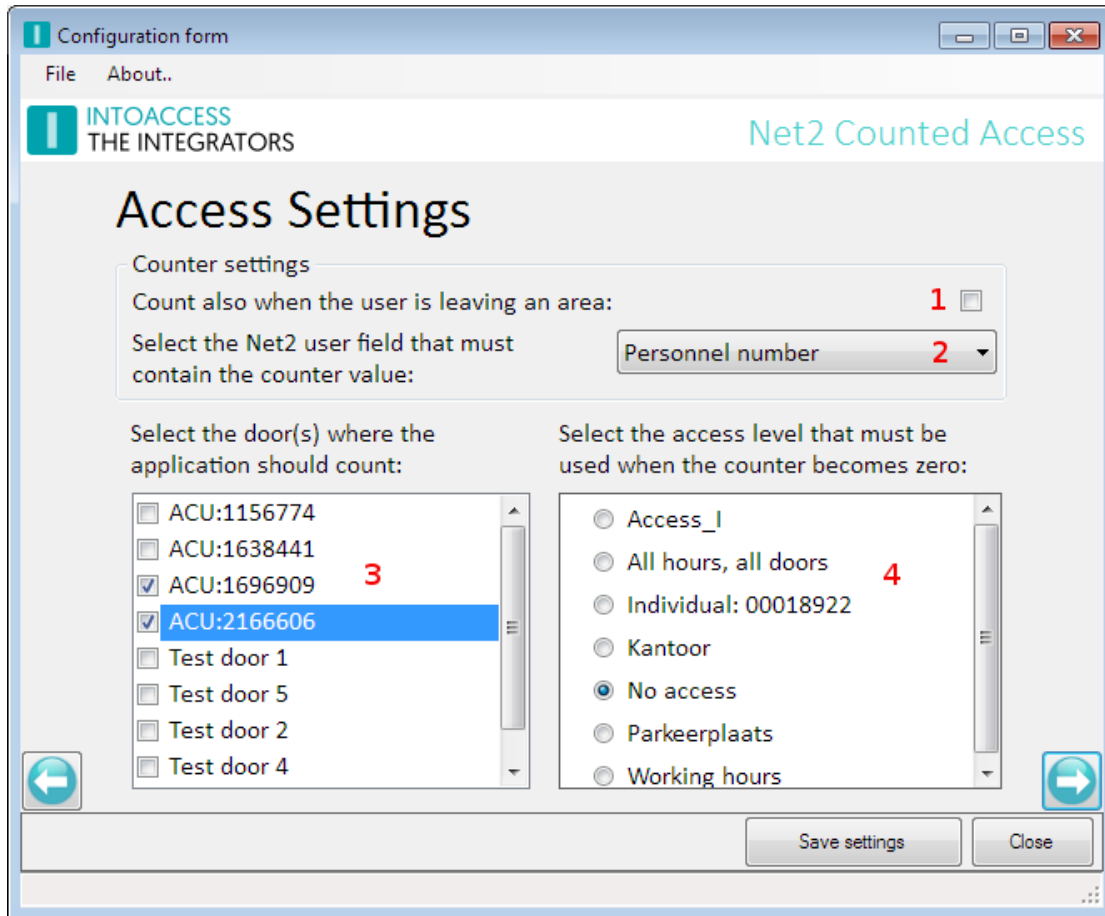 Configuration form
File About..
INTOACCESS
THE INTEGRATORS
Net2 Counted Access
Access Settings
Counter settings
Count also when the user is leaving an area: 1
Select the Net2 user field that must
contain the counter value:
Personnel number 2
Select the door(s) where the
application should count:
ACU:1156774
ACU:1638441
ACU:1696909
3
ACU:2166606
Test door 1
Test door 5
Test door 2
Test door 4
Select the access level that must be
used when the counter becomes zero:
Access_I
All hours, all doors
4
Individual: 00018922
Kantoor
No access
Parkeerplaats
Working hours
Save settings
Close